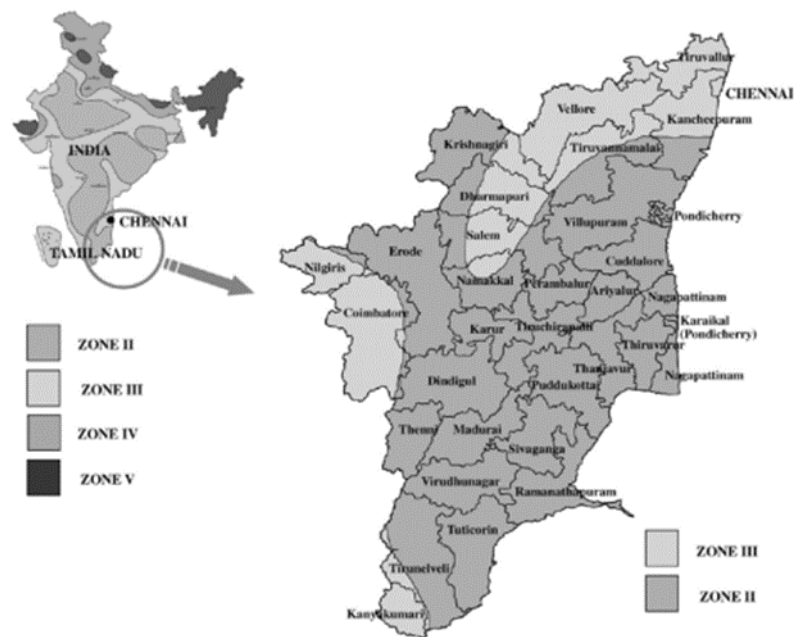 INDIA
CHENNAI
TAMIL NADU
ZONE II
ZONE III
ZONE IV
ZONE V
Tiruvallur
CHENNAI
Vellore
Kancheepuram
Krishnagiri
Tiruvannamalai
Dharmapuri
Villupuram
Pondicherry
Salem
Erode
Cuddalore
Nilgiris
Namakkal
Perambalur
Ariyalur
Nagapattinam
Coimbatore
Karur
Tiruchirapalli
Karaikal
(Pondicherry)
Thiruvarur
Thanjavur
Nagapattinam
Dindigul
Puddukottai
Thenni
Madurai
Sivaganga
Virudhunagar
Ramanathapuram
Tuticorin
Tirunelveli
Kanyakumari
ZONE III
ZONE II